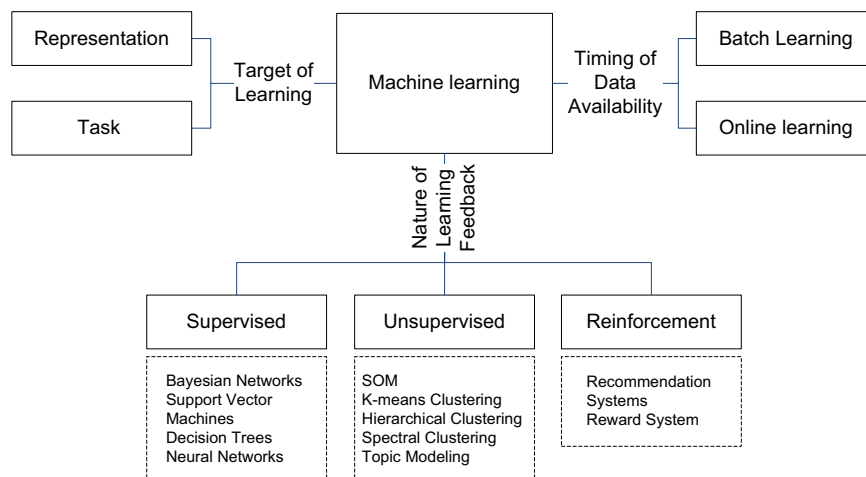 Representation
Task
Target of
Learning
Machine learning
Timing of
Data
Availability
Batch Learning
Online learning
Nature of
Learning
Feedback
Supervised
Bayesian Networks
Support Vector
Machines
Decision Trees
Neural Networks
Unsupervised
SOM
K-means Clustering
Hierarchical Clustering
Spectral Clustering
Topic Modeling
Reinforcement
Recommendation
Systems
Reward System